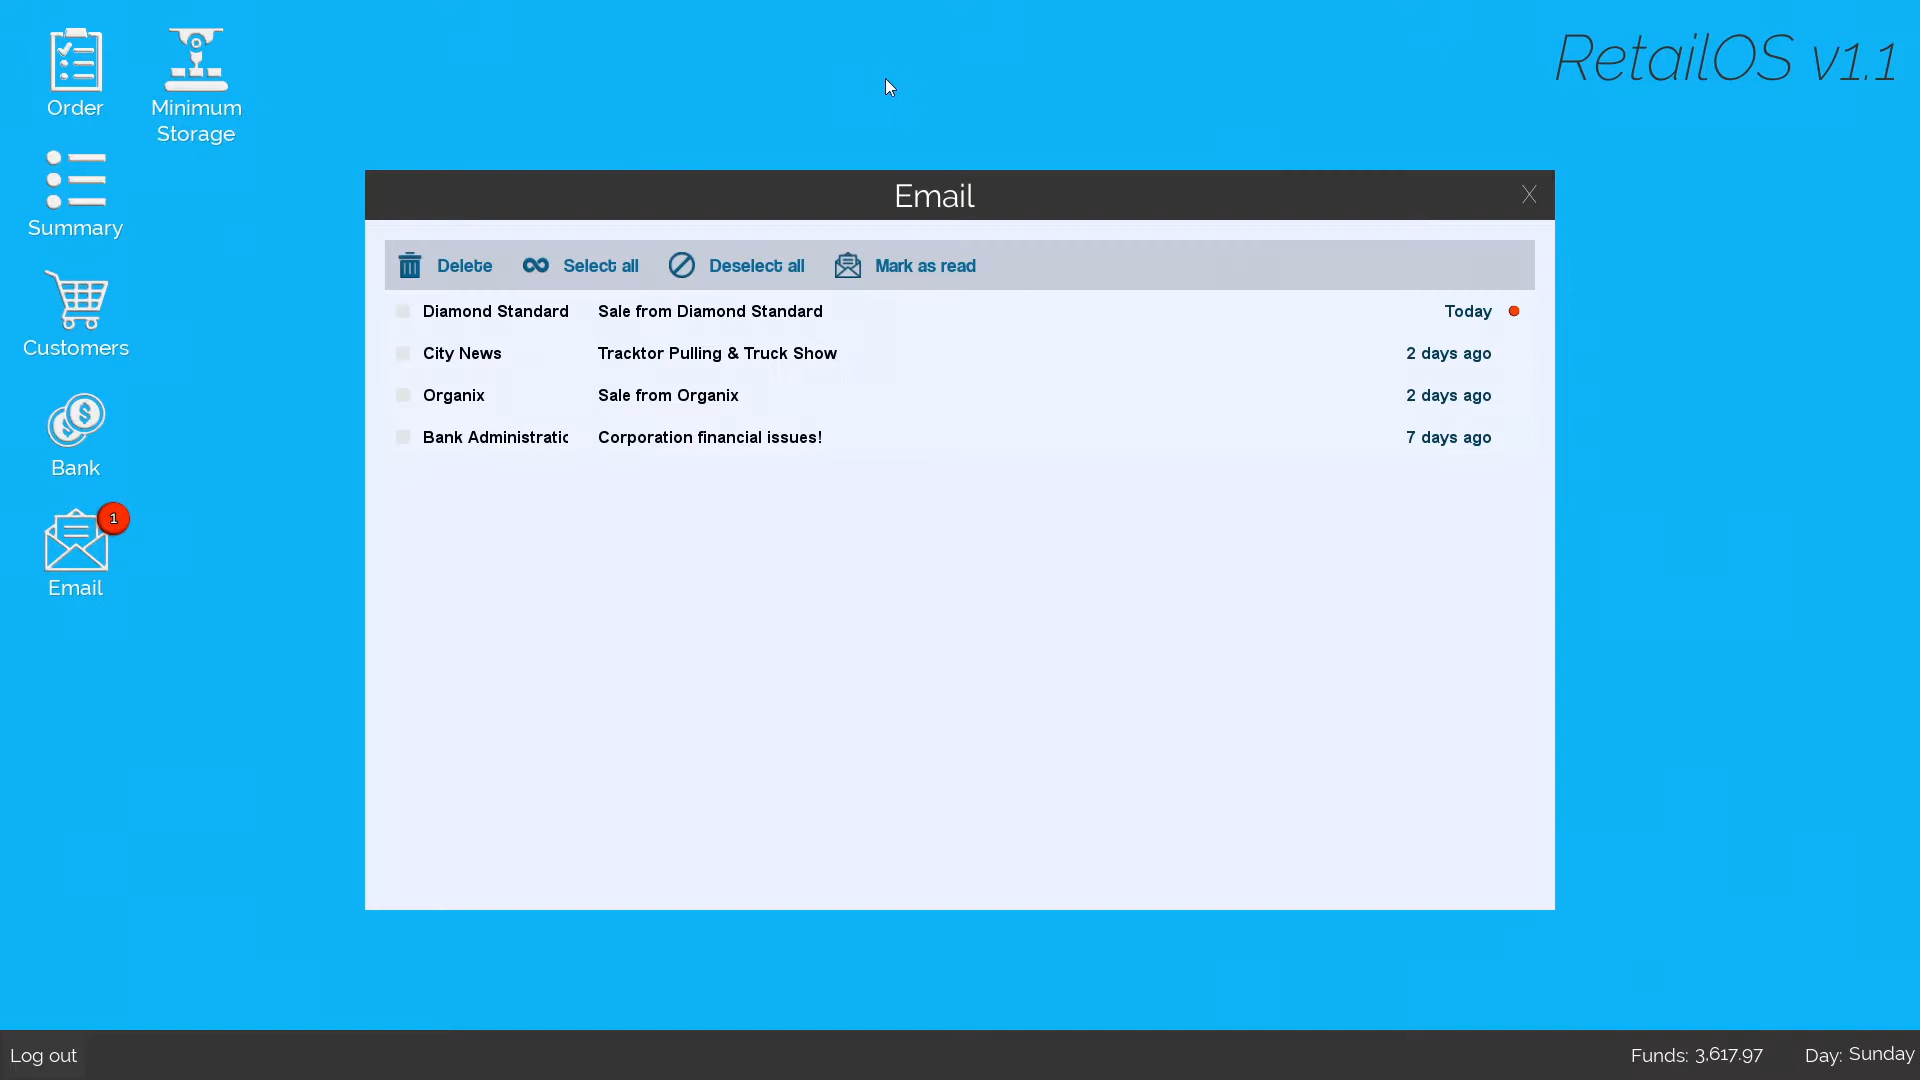 RetailOS v1.1
Order
Minimum
Storage
Summary
Customers
Bank
1
Email
Email
X
Delete
Select all
Deselect all
Mark as read
Diamond Standard Sale from Diamond Standard Today
City News Tracktor Pulling & Truck Show 2 days ago
Organix Sale from Organix 2 days ago
Bank Administratic Corporation financial issues! 7 days ago
Log out
Funds: 3,617.97
Day: Sunday